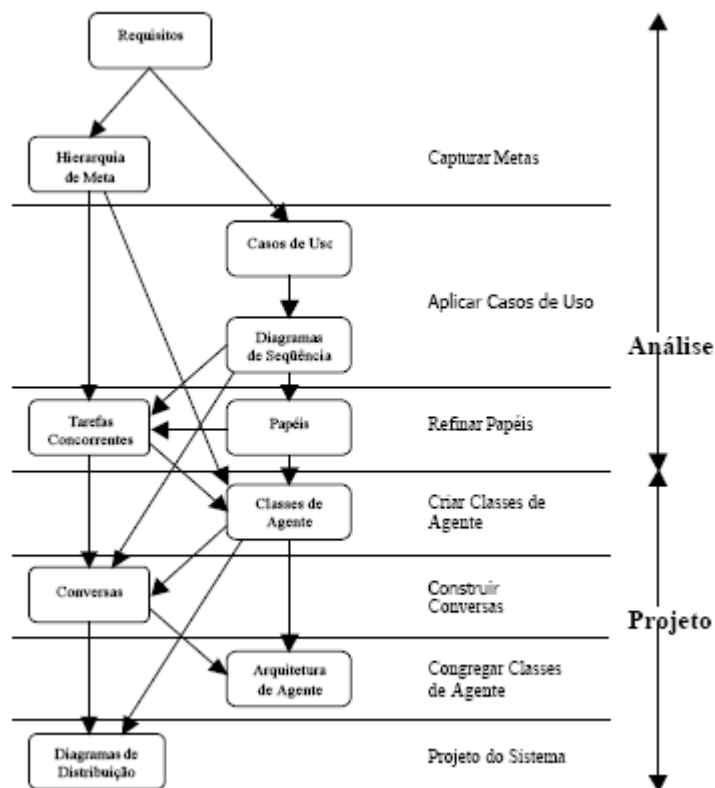 Requisitos
Hierarquia
de Meta
Capturar Metas
Casos de Usc
Aplicar Casos de Uso
Diagramas
de Seqüência
Análise
Tarefas
Concorrentes
Papéis
Refinar Papéis
Classes de
Agente
Criar Classes de
Agente
Conversas
Construir
Conversas
Projeto
Arquitetura
de Agente
Congregar Classes
de Agente
Diagramas de
Distribuição
Projeto do Sistema